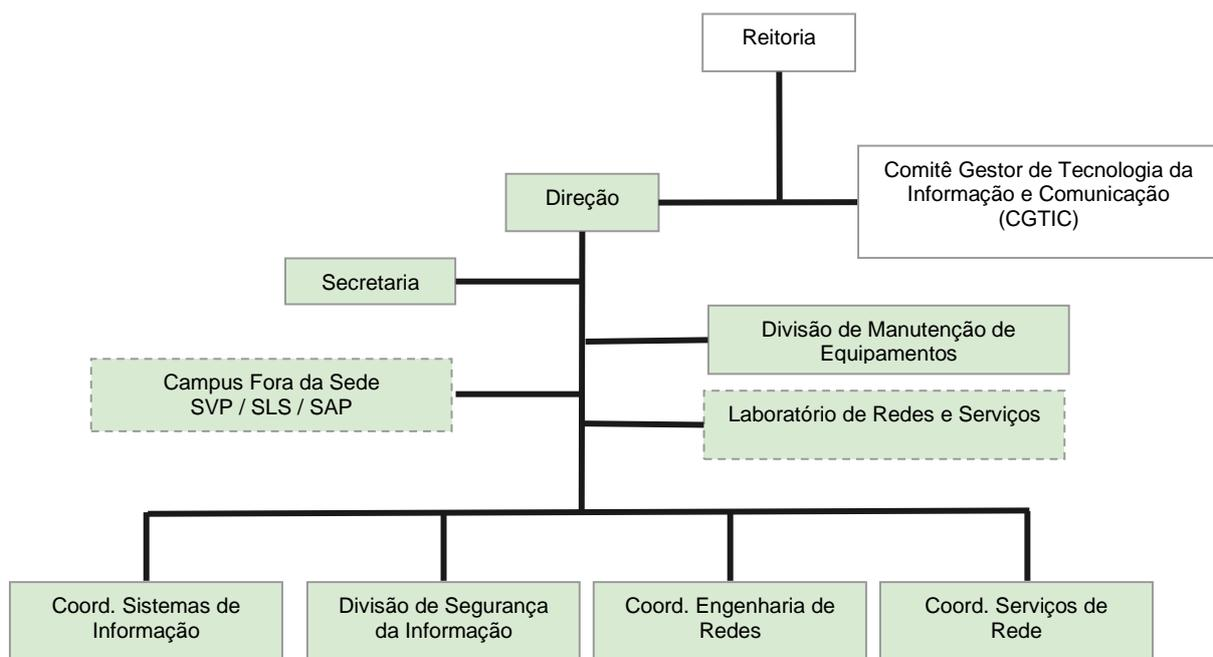 Reitoria
Comitê Gestor de Tecnologia da
Informação e Comunicação
(CGTIC)
Direção
Secretaria
Divisão de Manutenção de
Equipamentos
Campus Fora da Sede
SVP / SLS / SAP
Laboratório de Redes e Serviços
Coord. Sistemas de
Informação
Divisão de Segurança
da Informação
Coord. Engenharia de
Redes
Coord. Serviços de
Rede